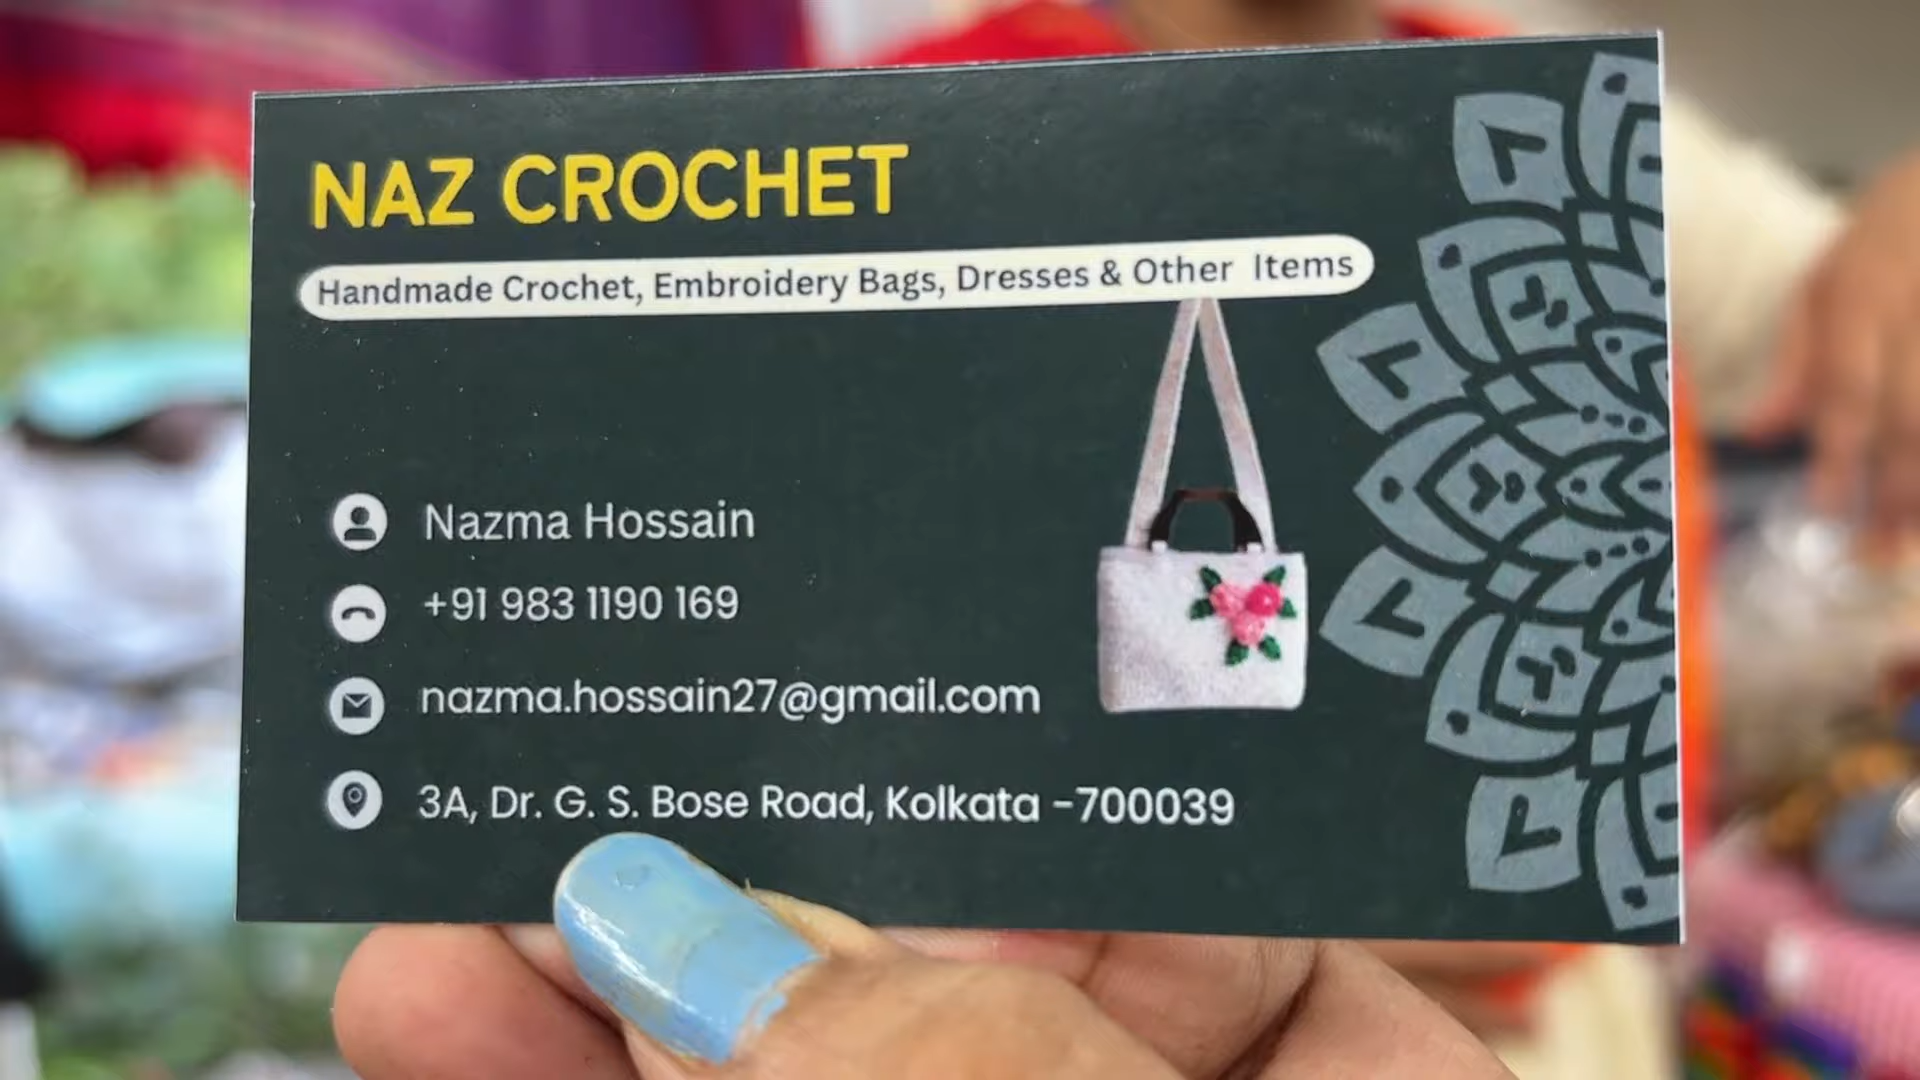 NAZ CROCHET
Handmade Crochet, Embroidery Bags, Dresses & Other Items
Nazma Hossain
+91 983 1190 169
nazma.hossain27@gmail.com
3A, Dr. G. S. Bose Road, Kolkata -700039